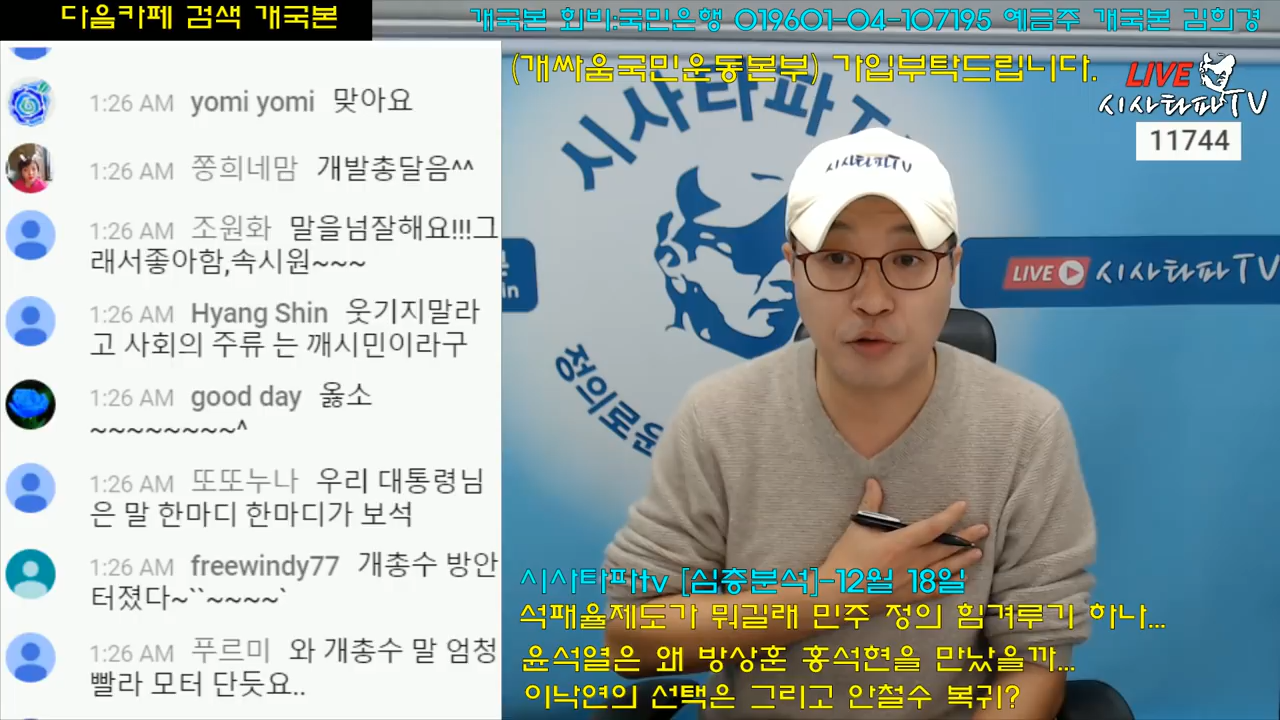 다음카페 검색 개국본
개국본 회비:국민은행 019601-04-107195 예금주 개국본 김희경
(개싸움국민운동본부) 가입부탁드립니다.
LIVE
시사타파TV
11744
1:26 AM yomi yomi 맞아요
1:26 AM 쭝희네맘 개발총달음^^
1:26 AM 조원화 말을넘잘해요!!!그
래서좋아함,속시원~~~
1:26 AM Hyang Shin 웃기지말라
고 사회의 주류 는 깨시민이라구
1:26 AM good day 옳소
~~~~~~~~~^
1:26 AM 또또누나 우리 대통령님
은 말 한마디 한마디가 보석
1:26 AM freewindy77 개총수 방안
터졌다~``~~~~`
1:26 AM 푸르미 와 개총수 말 엄청
빨라 모터 단듯요..
시사타파TV
시사타파TV
정의로운
in
LIVE 시사타파TV
시사타파tv [심층분석]-12월 18일
석패율제도가 뭐길래 민주 정의 힘겨루기 하나...
윤석열은 왜 방상훈 홍석현을 만났을까...
이낙연의 선택은 그리고 안철수 복귀?